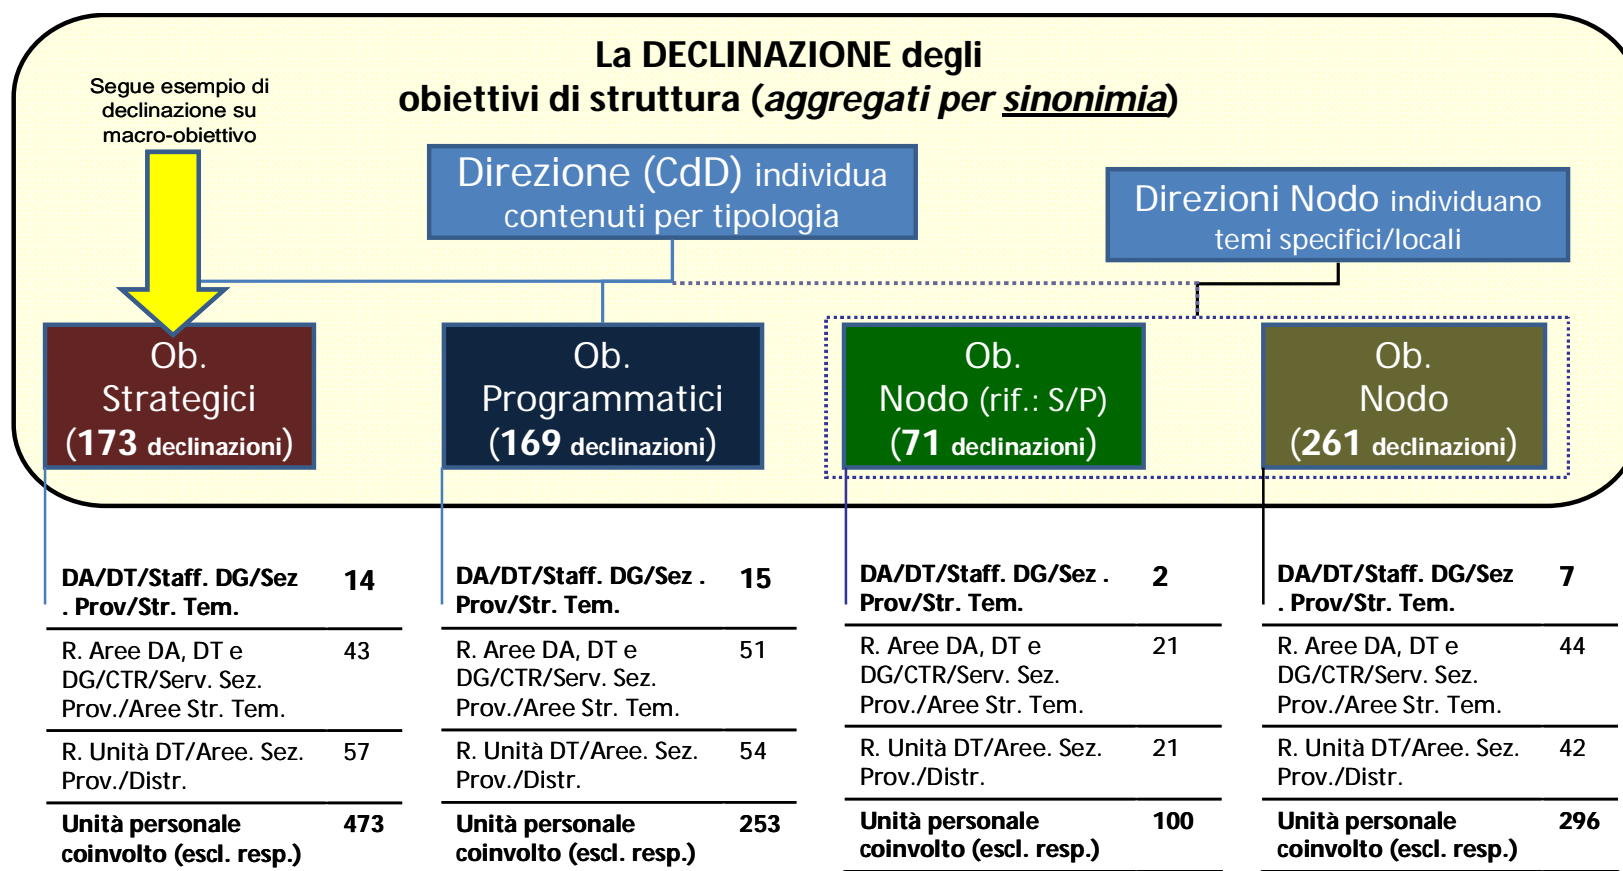 La DECLINAZIONE degli
obiettivi di struttura (aggregati per sinonimia)
Segue esempio di
declinazione su
macro-obiettivo
Direzione (CdD) individua
contenuti per tipologia
Direzioni Nodo individuano
temi specifici/locali
Ob.
Strategici
(173 declinazioni)
Ob.
Programmatici
(169 declinazioni)
Ob.
Nodo (rif.: S/P)
(71 declinazioni)
Ob.
Nodo
(261 declinazioni)
DA/DT/Staff. DG/Sez 14
. Prov/Str. Tem.
R. Aree DA, DT e 43
DG/CTR/Serv. Sez.
Prov./Aree Str. Tem.
R. Unità DT/Aree. Sez. 57
Prov./Distr.
Unità personale 473
coinvolto (escl. resp.)
DA/DT/Staff. DG/Sez . 15
Prov/Str. Tem.
R. Aree DA, DT e 51
DG/CTR/Serv. Sez.
Prov./Aree Str. Tem.
R. Unità DT/Aree. Sez. 54
Prov./Distr.
Unità personale 253
coinvolto (escl. resp.)
DA/DT/Staff. DG/Sez . 2
Prov/Str. Tem.
R. Aree DA, DT e 21
DG/CTR/Serv. Sez.
Prov./Aree Str. Tem.
R. Unità DT/Aree. Sez. 21
Prov./Distr.
Unità personale 100
coinvolto (escl. resp.)
DA/DT/Staff. DG/Sez 7
. Prov/Str. Tem.
R. Aree DA, DT e 44
DG/CTR/Serv. Sez.
Prov./Aree Str. Tem.
R. Unità DT/Aree. Sez. 42
Prov./Distr.
Unità personale 296
coinvolto (escl. resp.)